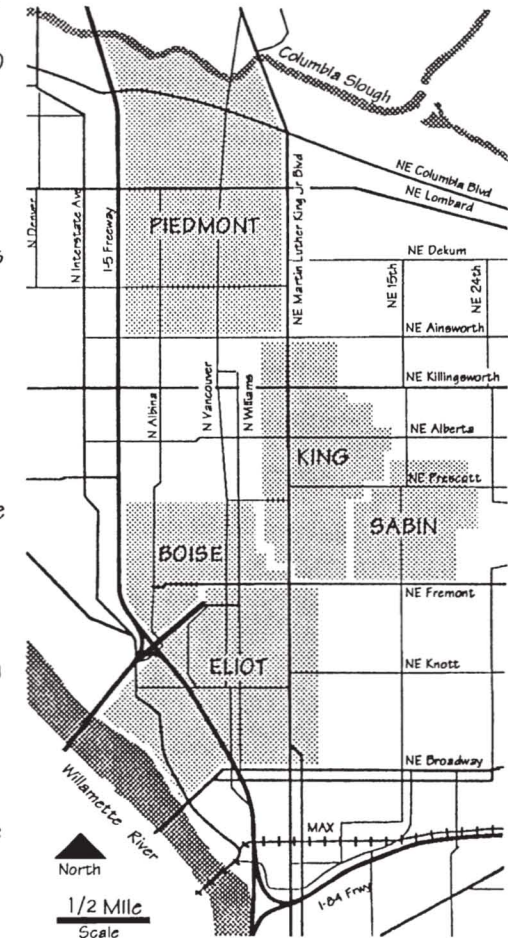 Columbia Slough
NE Columbia Blvd
NE Lombard
N Denver
N Interstate Ave
I-5 Freeway
PIEDMONT
NE Martin Luther King Jr Blvd
NE Dekum
NE 15th
NE 24th
NE Ainsworth
NE Killingsworth
N Albina
N Vancouver
N Williams
NE Alberta
KING
NE Prescott
SABIN
BOISE
NE Fremont
ELIOT
NE Knott
NE Broadway
Willamette River
MAX
North
I-84 Frwy
1/2 Mile
Scale